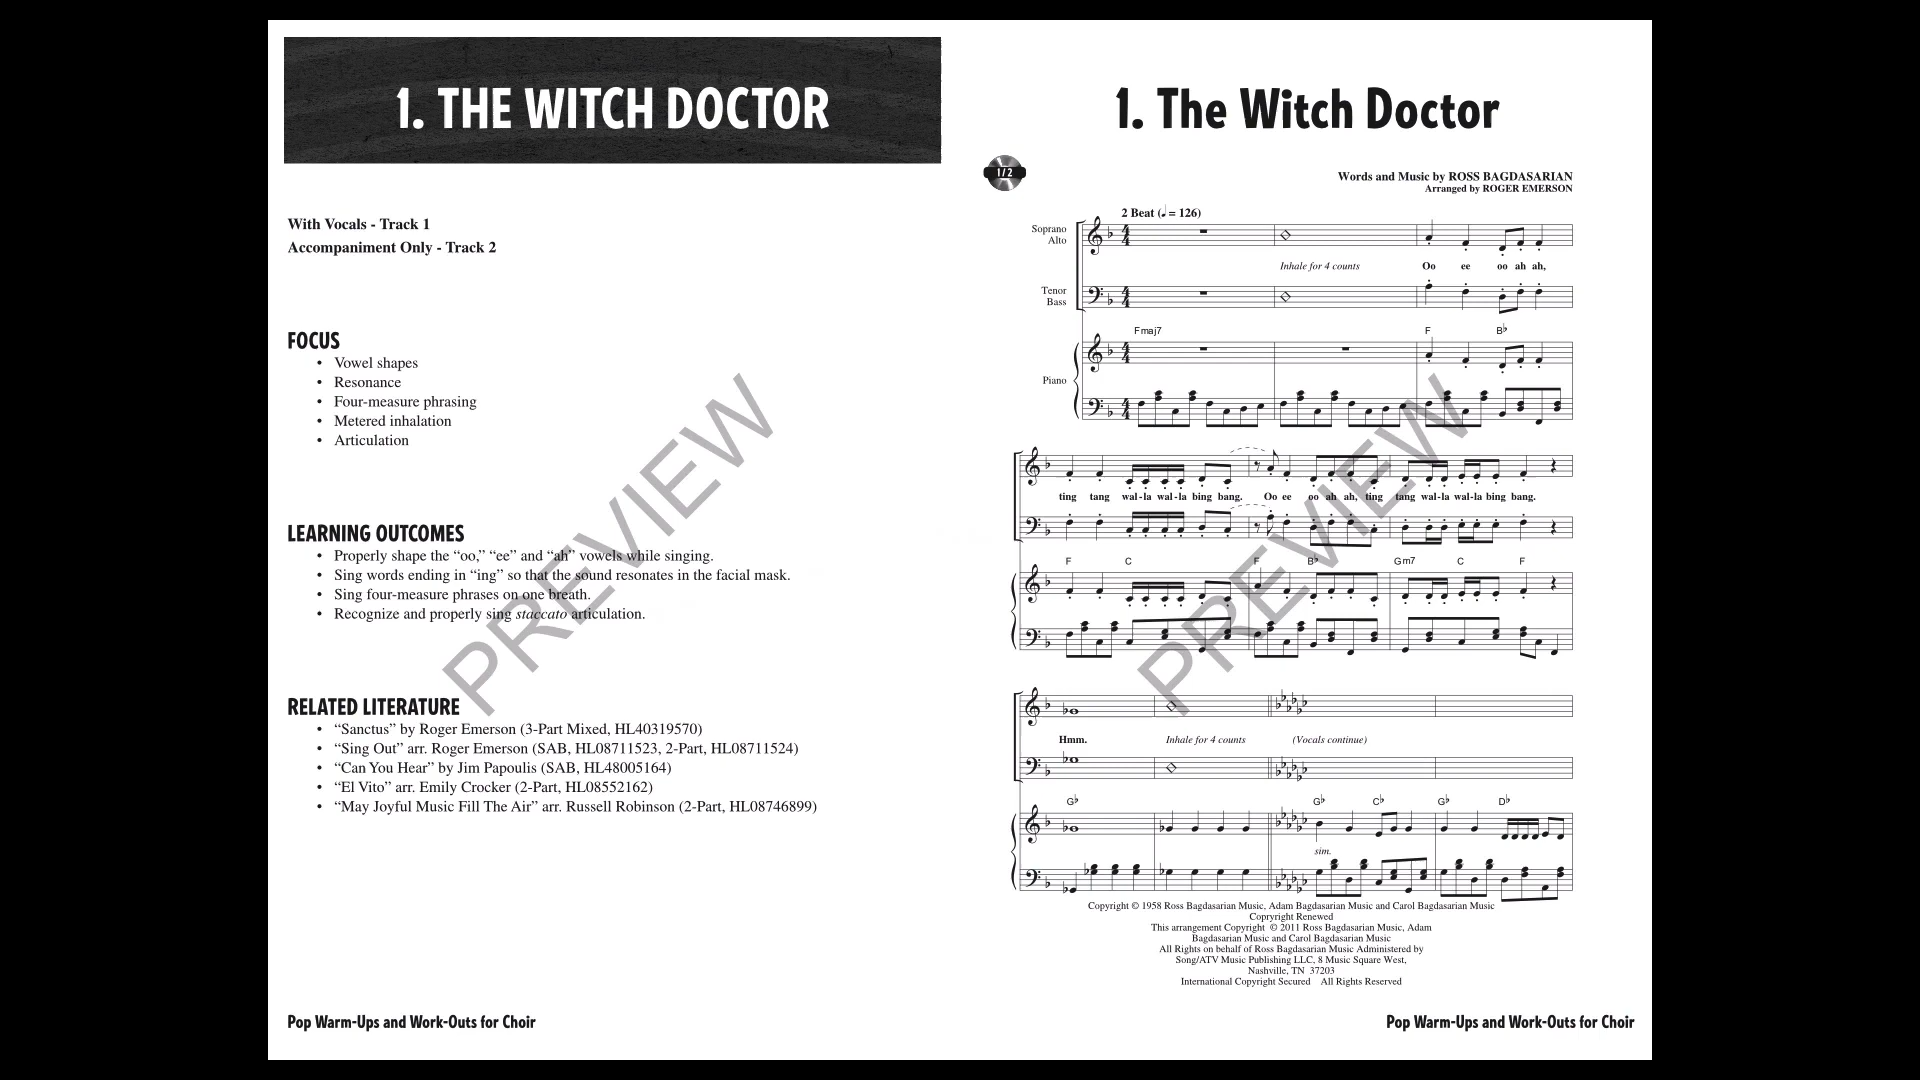 1. THE WITCH DOCTOR
With Vocals - Track 1
Accompaniment Only - Track 2
FOCUS
• Vowel shapes
• Resonance
• Four-measure phrasing
• Metered inhalation
• Articulation
LEARNING OUTCOMES
• Properly shape the “oo,” “ee” and “ah” vowels while singing.
• Sing words ending in “ing” so that the sound resonates in the facial mask.
• Sing four-measure phrases on one breath.
• Recognize and properly sing staccato articulation.
RELATED LITERATURE
• “Sanctus” by Roger Emerson (3-Part Mixed, HL40319570)
• “Sing Out” arr. Roger Emerson (SAB, HL08711523, 2-Part, HL08711524)
• “Can You Hear” by Jim Papoulis (SAB, HL48005164)
• “El Vito” arr. Emily Crocker (2-Part, HL08552162)
• “May Joyful Music Fill The Air” arr. Russell Robinson (2-Part, HL08746899)
Pop Warm-Ups and Work-Outs for Choir
PREVIEW
1. The Witch Doctor
1/2
Words and Music by ROSS BAGDASARIAN
Arranged by ROGER EMERSON
2 Beat (♩ = 126)
Soprano
Alto
Inhale for 4 counts Oo ee oo ah ah,
Tenor
Bass
Fmaj7 F B♭
Piano
ting tang wal-la wal-la bing bang. Oo ee oo ah ah, ting tang wal-la wal-la bing bang.
F C F B♭ Gm7 C F
Hmm. Inhale for 4 counts (Vocals continue)
G♭ G♭ C♭ G♭ D♭
sim.
Copyright © 1958 Ross Bagdasarian Music, Adam Bagdasarian Music and Carol Bagdasarian Music
Copryright Renewed
This arrangement Copyright © 2011 Ross Bagdasarian Music, Adam
Bagdasarian Music and Carol Bagdasarian Music
All Rights on behalf of Ross Bagdasarian Music Administered by
Song/ATV Music Publishing LLC, 8 Music Square West,
Nashville, TN 37203
International Copyright Secured All Rights Reserved
Pop Warm-Ups and Work-Outs for Choir
PREVIEW